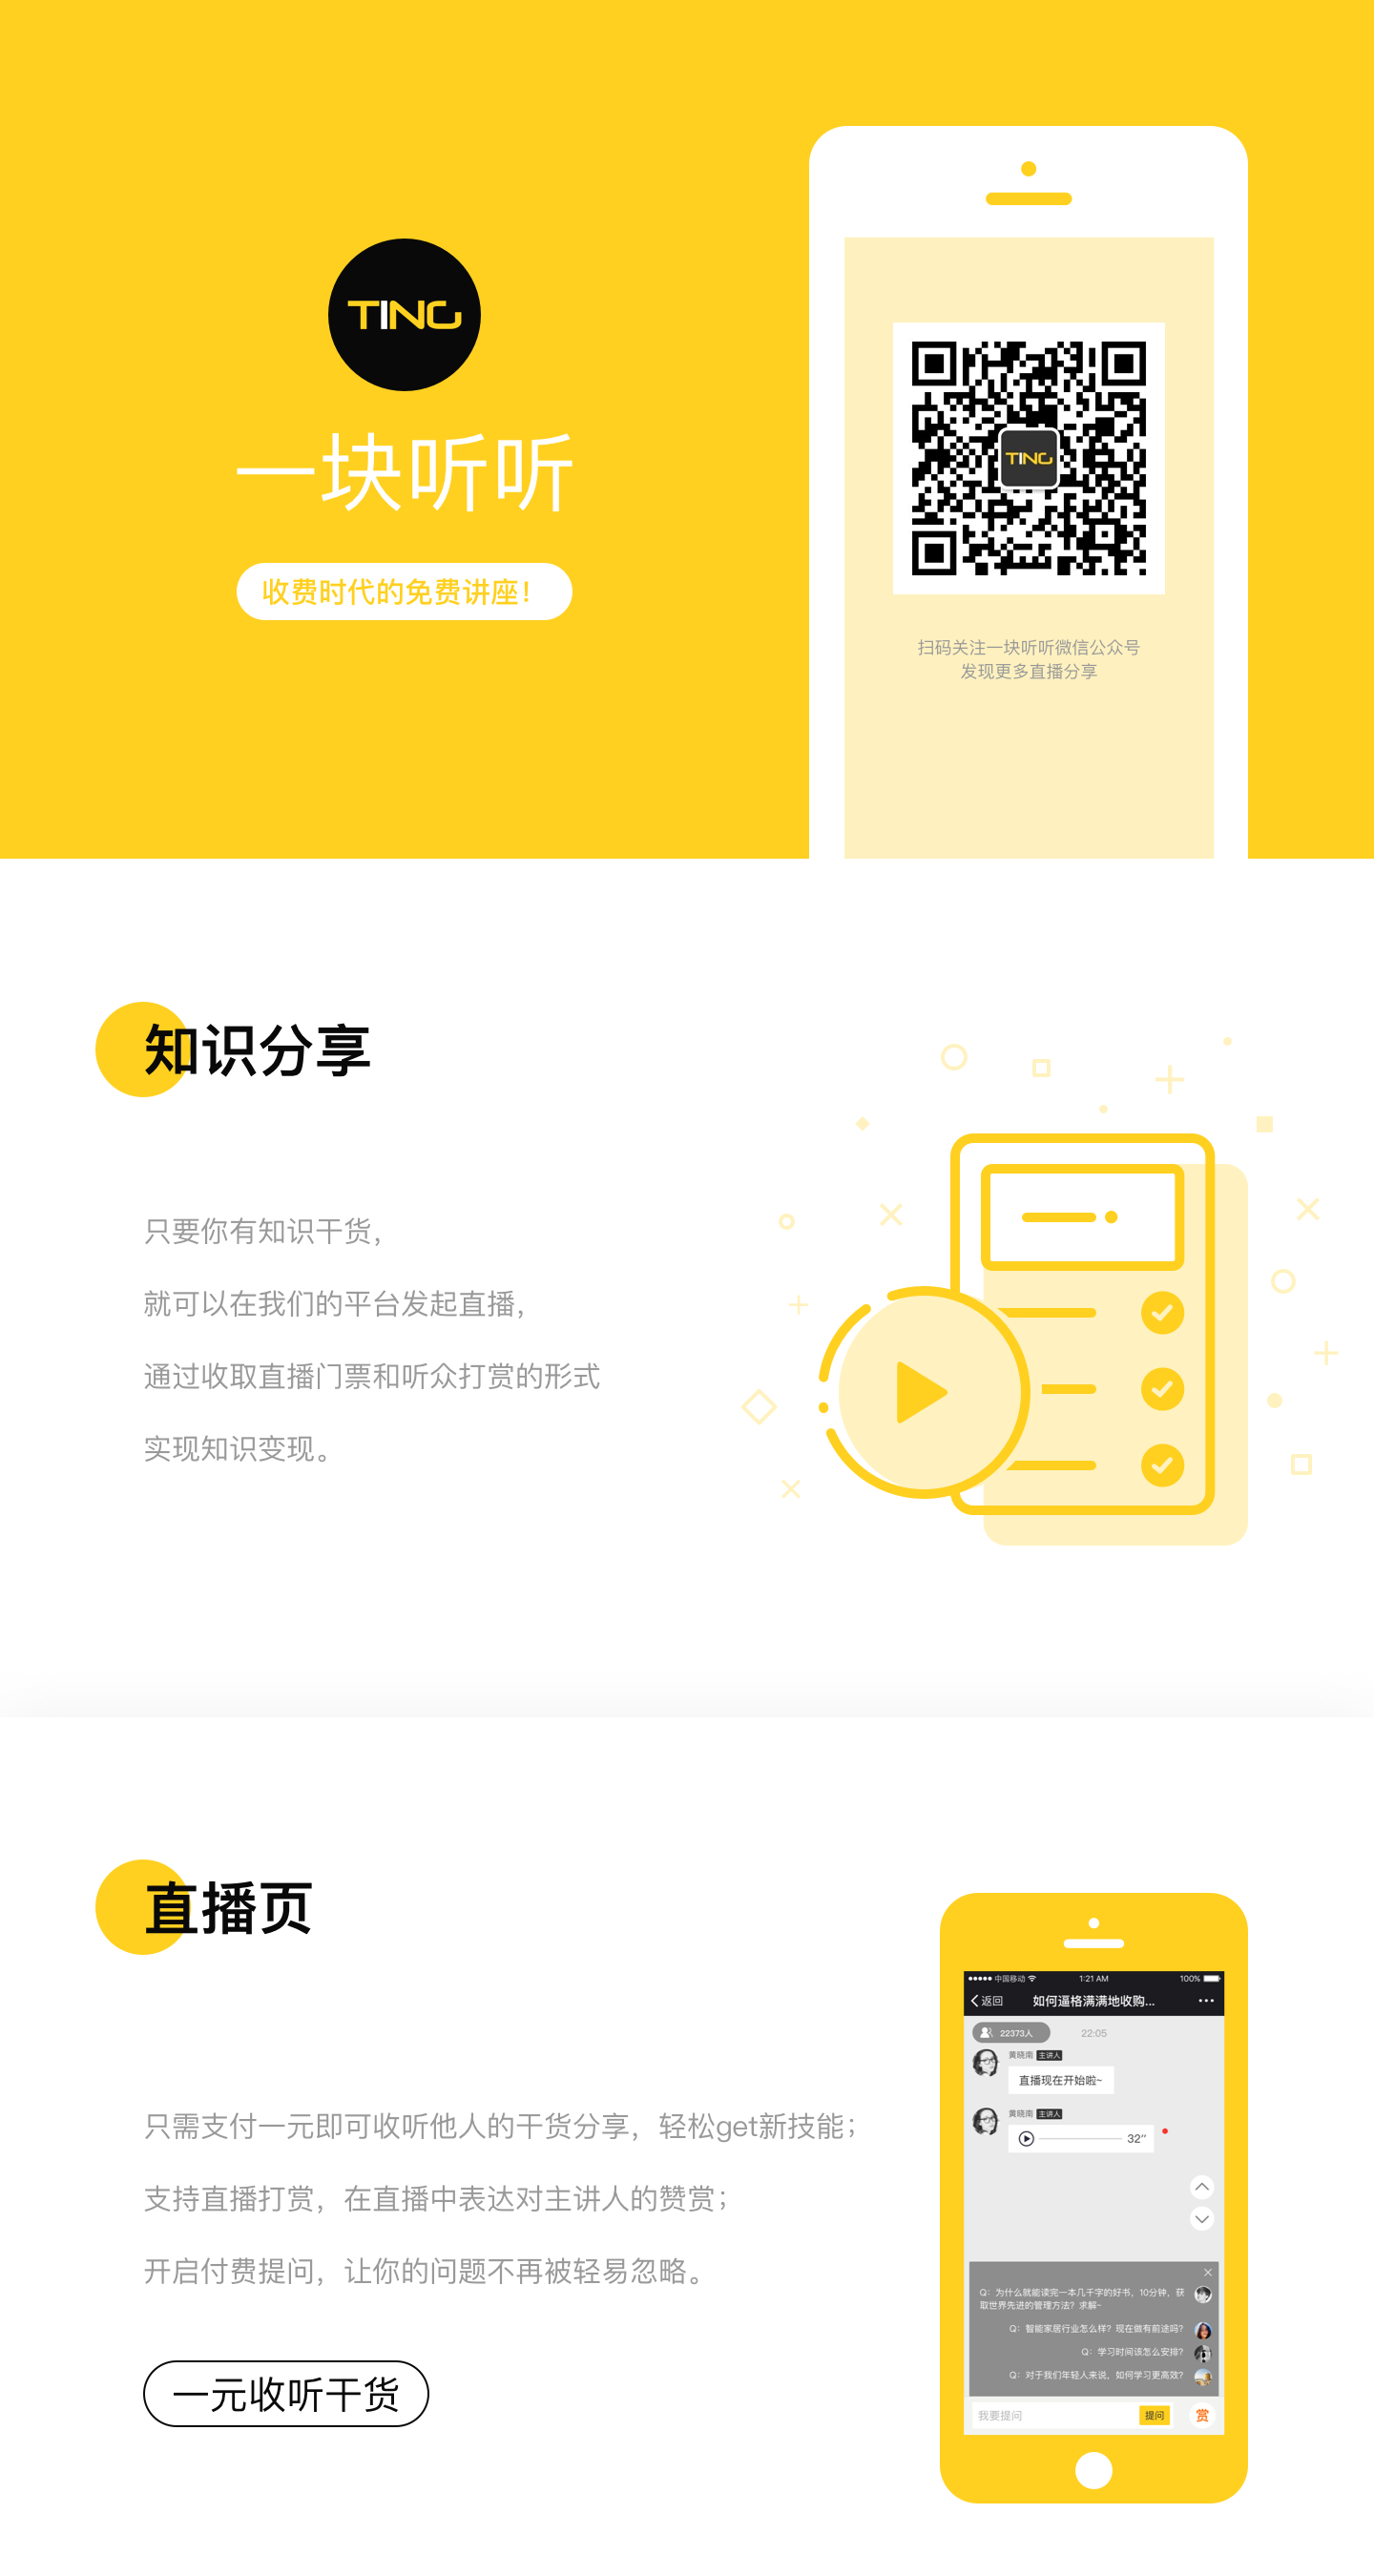 TING
一块听听
收费时代的免费讲座！
TING
扫码关注一块听听微信公众号
发现更多直播分享
知识分享
只要你有知识干货，
就可以在我们的平台发起直播，
通过收取直播门票和听众打赏的形式
实现知识变现。
直播页
只需支付一元即可收听他人的干货分享，轻松get新技能；
支持直播打赏，在直播中表达对主讲人的赞赏；
开启付费提问，让你的问题不再被轻易忽略。
一元收听干货
中国移动 1:21 AM 100%
返回 如何逼格满满地收购...
22373人 22:05
黄晓南 主讲人
直播现在开始啦~
黄晓南 主讲人
32''
Q：为什么就能读完一本几千字的好书，10分钟，获
取世界先进的管理方法？求解~
Q：智能家居行业怎么样？现在做有前途吗？
Q：学习时间该怎么安排？
Q：对于我们年轻人来说，如何学习更高效？
我要提问 提问 赏